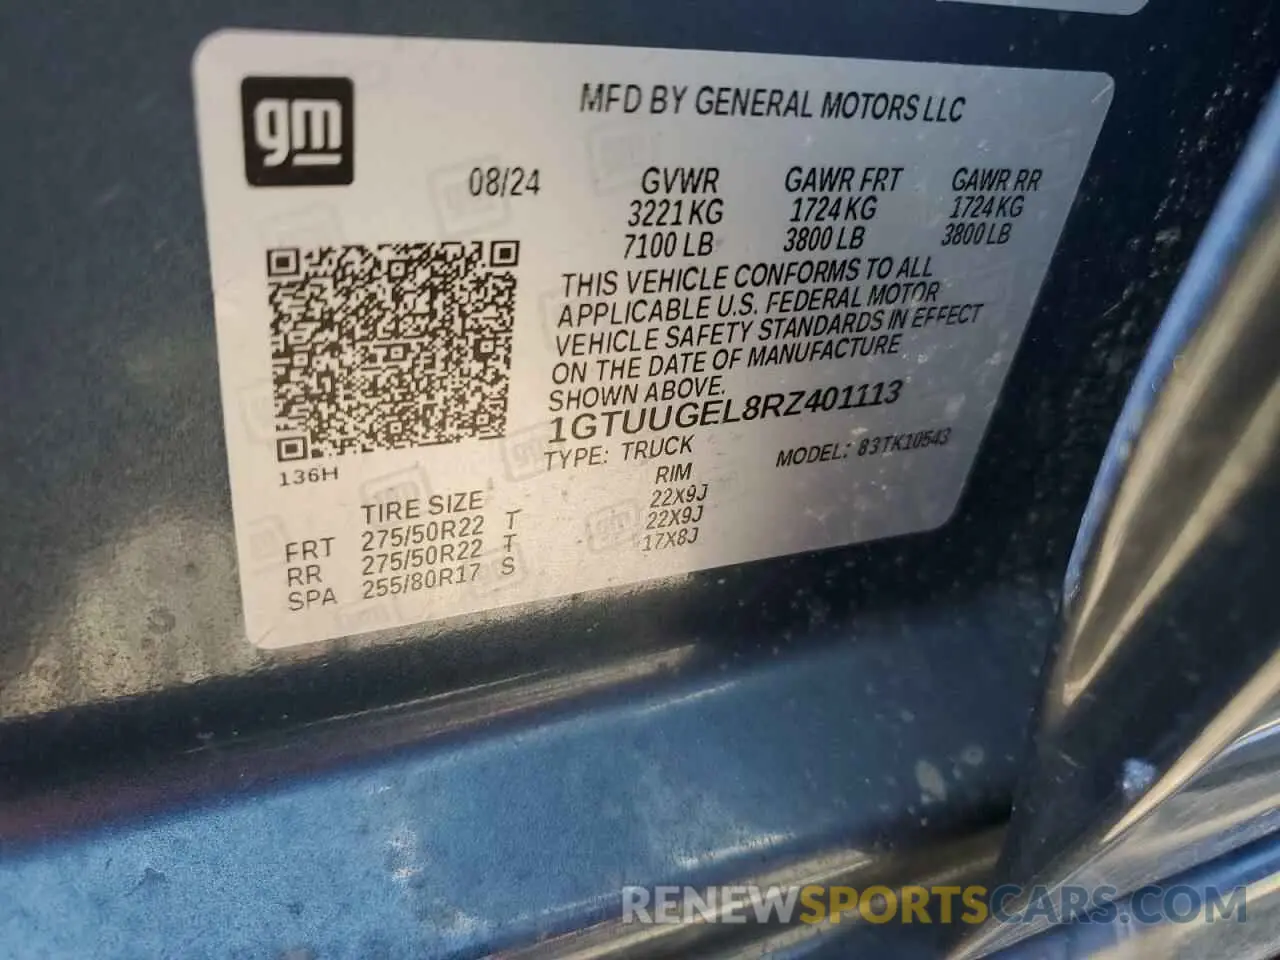 gm
MFD BY GENERAL MOTORS LLC
08/24 GVWR GAWR FRT GAWR RR
3221 KG 1724 KG 1724 KG
7100 LB 3800 LB 3800 LB
THIS VEHICLE CONFORMS TO ALL
APPLICABLE U.S. FEDERAL MOTOR
VEHICLE SAFETY STANDARDS IN EFFECT
ON THE DATE OF MANUFACTURE
SHOWN ABOVE.
1GTUUGEL8RZ401113
TYPE: TRUCK MODEL: 83TK10543
136H
TIRE SIZE RIM
FRT 275/50R22 T 22X9J
RR 275/50R22 T 22X9J
SPA 255/80R17 S 17X8J
RENEWSPORTSCARS.COM